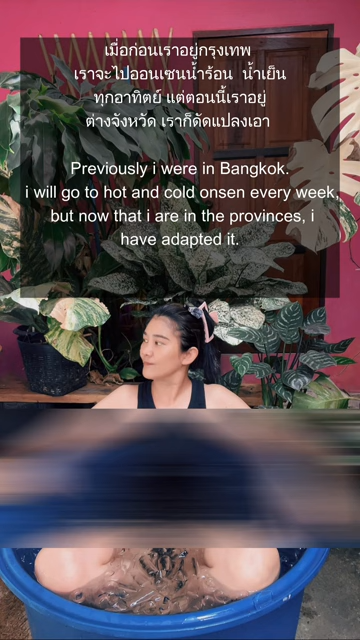 เมื่อก่อนเราอยู่กรุงเทพ
เราจะไปออนเซนน้ำร้อน น้ำเย็น
ทุกอาทิตย์ แต่ตอนนี้เราอยู่
ต่างจังหวัด เราก็ดัดแปลงเอา
Previously i were in Bangkok.
i will go to hot and cold onsen every week,
but now that i are in the provinces, i
have adapted it.